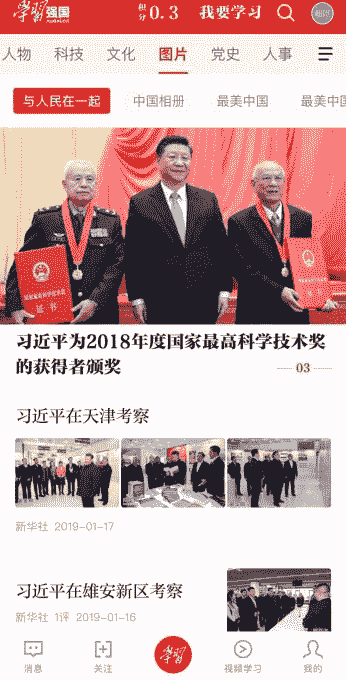 学习强国
积分 0.3 我要学习
人物 科技 文化 图片 党史 人事
与人民在一起 中国相册 最美中国 最美中
习近平为2018年度国家最高科学技术奖
的获得者颁奖
03
习近平在天津考察
新华社 2019-01-17
习近平在雄安新区考察
新华社 1评 2019-01-16
消息 关注 学习 视频学习 我的